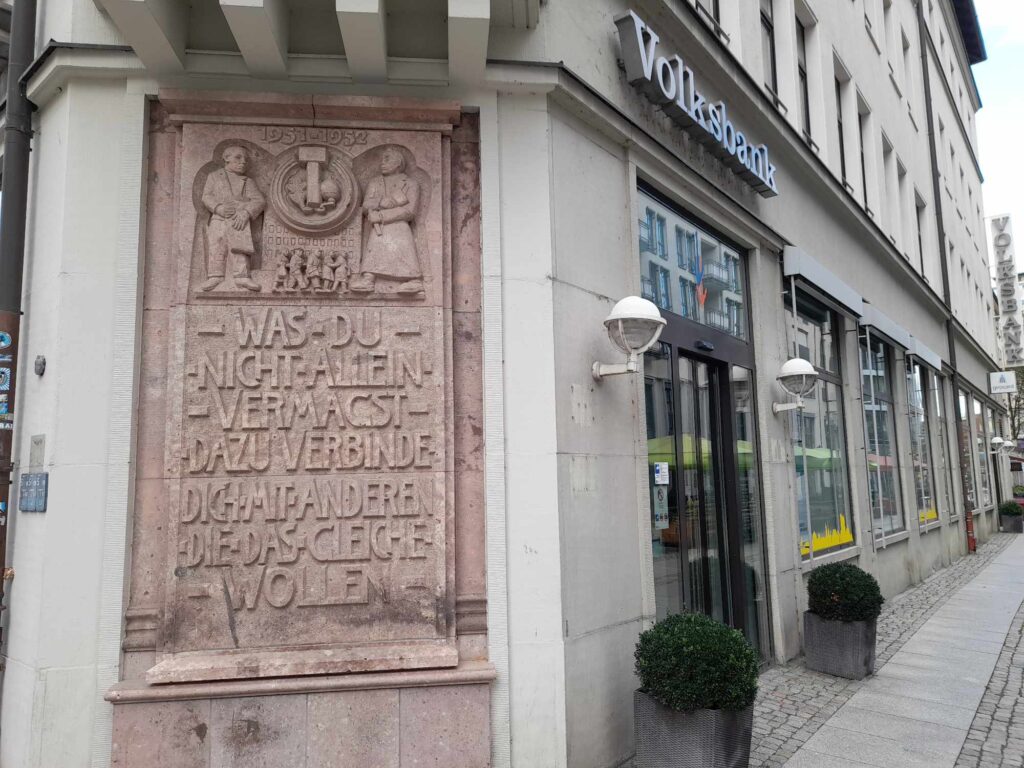 1951-1952
WAS-DU
NICHT-ALLEIN
VERMAGST
DAZU VERBINDE
DICH-MIT-ANDEREN
DIE-DAS-GLEICHE
WOLLEN
Volksbank
VOLKSBANK